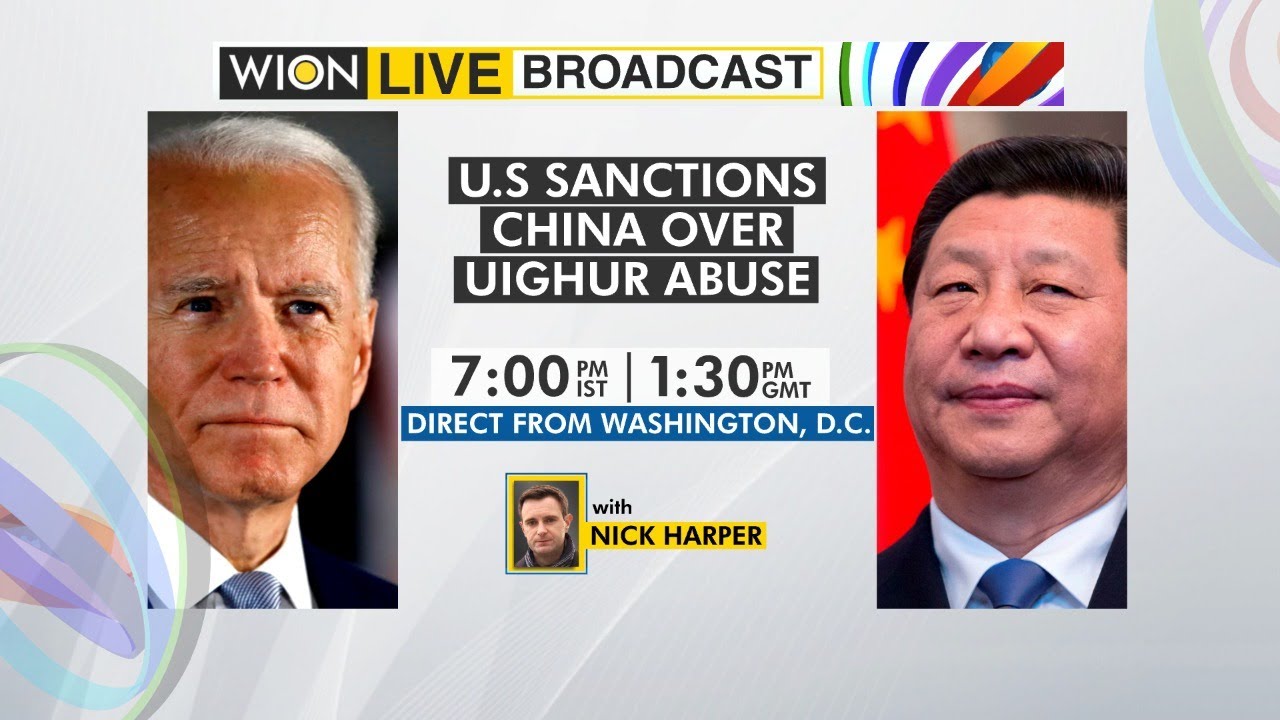 WION LIVE BROADCAST
U.S SANCTIONS
CHINA OVER
UIGHUR ABUSE
7:00 PM IST | 1:30 PM GMT
DIRECT FROM WASHINGTON, D.C.
with
NICK HARPER